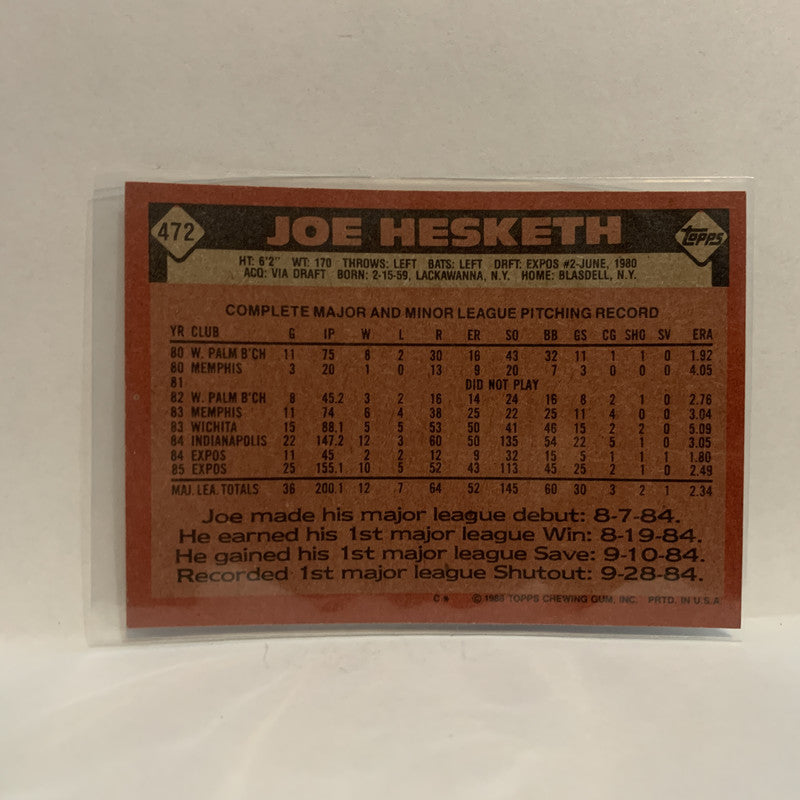 472 JOE HESKETH topps
HT: 6'2" WT: 170 THROWS: LEFT BATS: LEFT DRFT: EXPOS #2-JUNE, 1980
ACQ: VIA DRAFT BORN: 2-15-59, LACKAWANNA, N.Y. HOME: BLASDELL, N.Y.
COMPLETE MAJOR AND MINOR LEAGUE PITCHING RECORD
YR CLUB G IP W L R ER SO BB GS CG SHO SV ERA
80 W. PALM B'CH 11 75 8 2 30 16 43 32 11 1 1 0 1.92
80 MEMPHIS 3 20 1 0 13 9 20 7 3 0 0 0 4.05
81 DID NOT PLAY
82 W. PALM B'CH 8 45.2 3 2 16 14 24 16 8 2 1 0 2.76
83 MEMPHIS 11 74 6 4 38 25 22 25 11 4 0 0 3.04
83 WICHITA 15 88.1 5 5 53 50 41 46 15 2 2 0 5.09
84 INDIANAPOLIS 22 147.2 12 3 60 50 135 54 22 5 1 0 3.05
84 EXPOS 11 45 2 2 12 9 32 15 5 1 1 1 1.80
85 EXPOS 25 155.1 10 5 52 43 113 45 25 2 1 0 2.49
MAJ. LEA. TOTALS 36 200.1 12 7 64 52 145 60 30 3 2 1 2.34
Joe made his major league debut: 8-7-84.
He earned his 1st major league Win: 8-19-84.
He gained his 1st major league Save: 9-10-84.
Recorded 1st major league Shutout: 9-28-84.
C * © 1986 TOPPS CHEWING GUM, INC. PRTD. IN U.S.A.